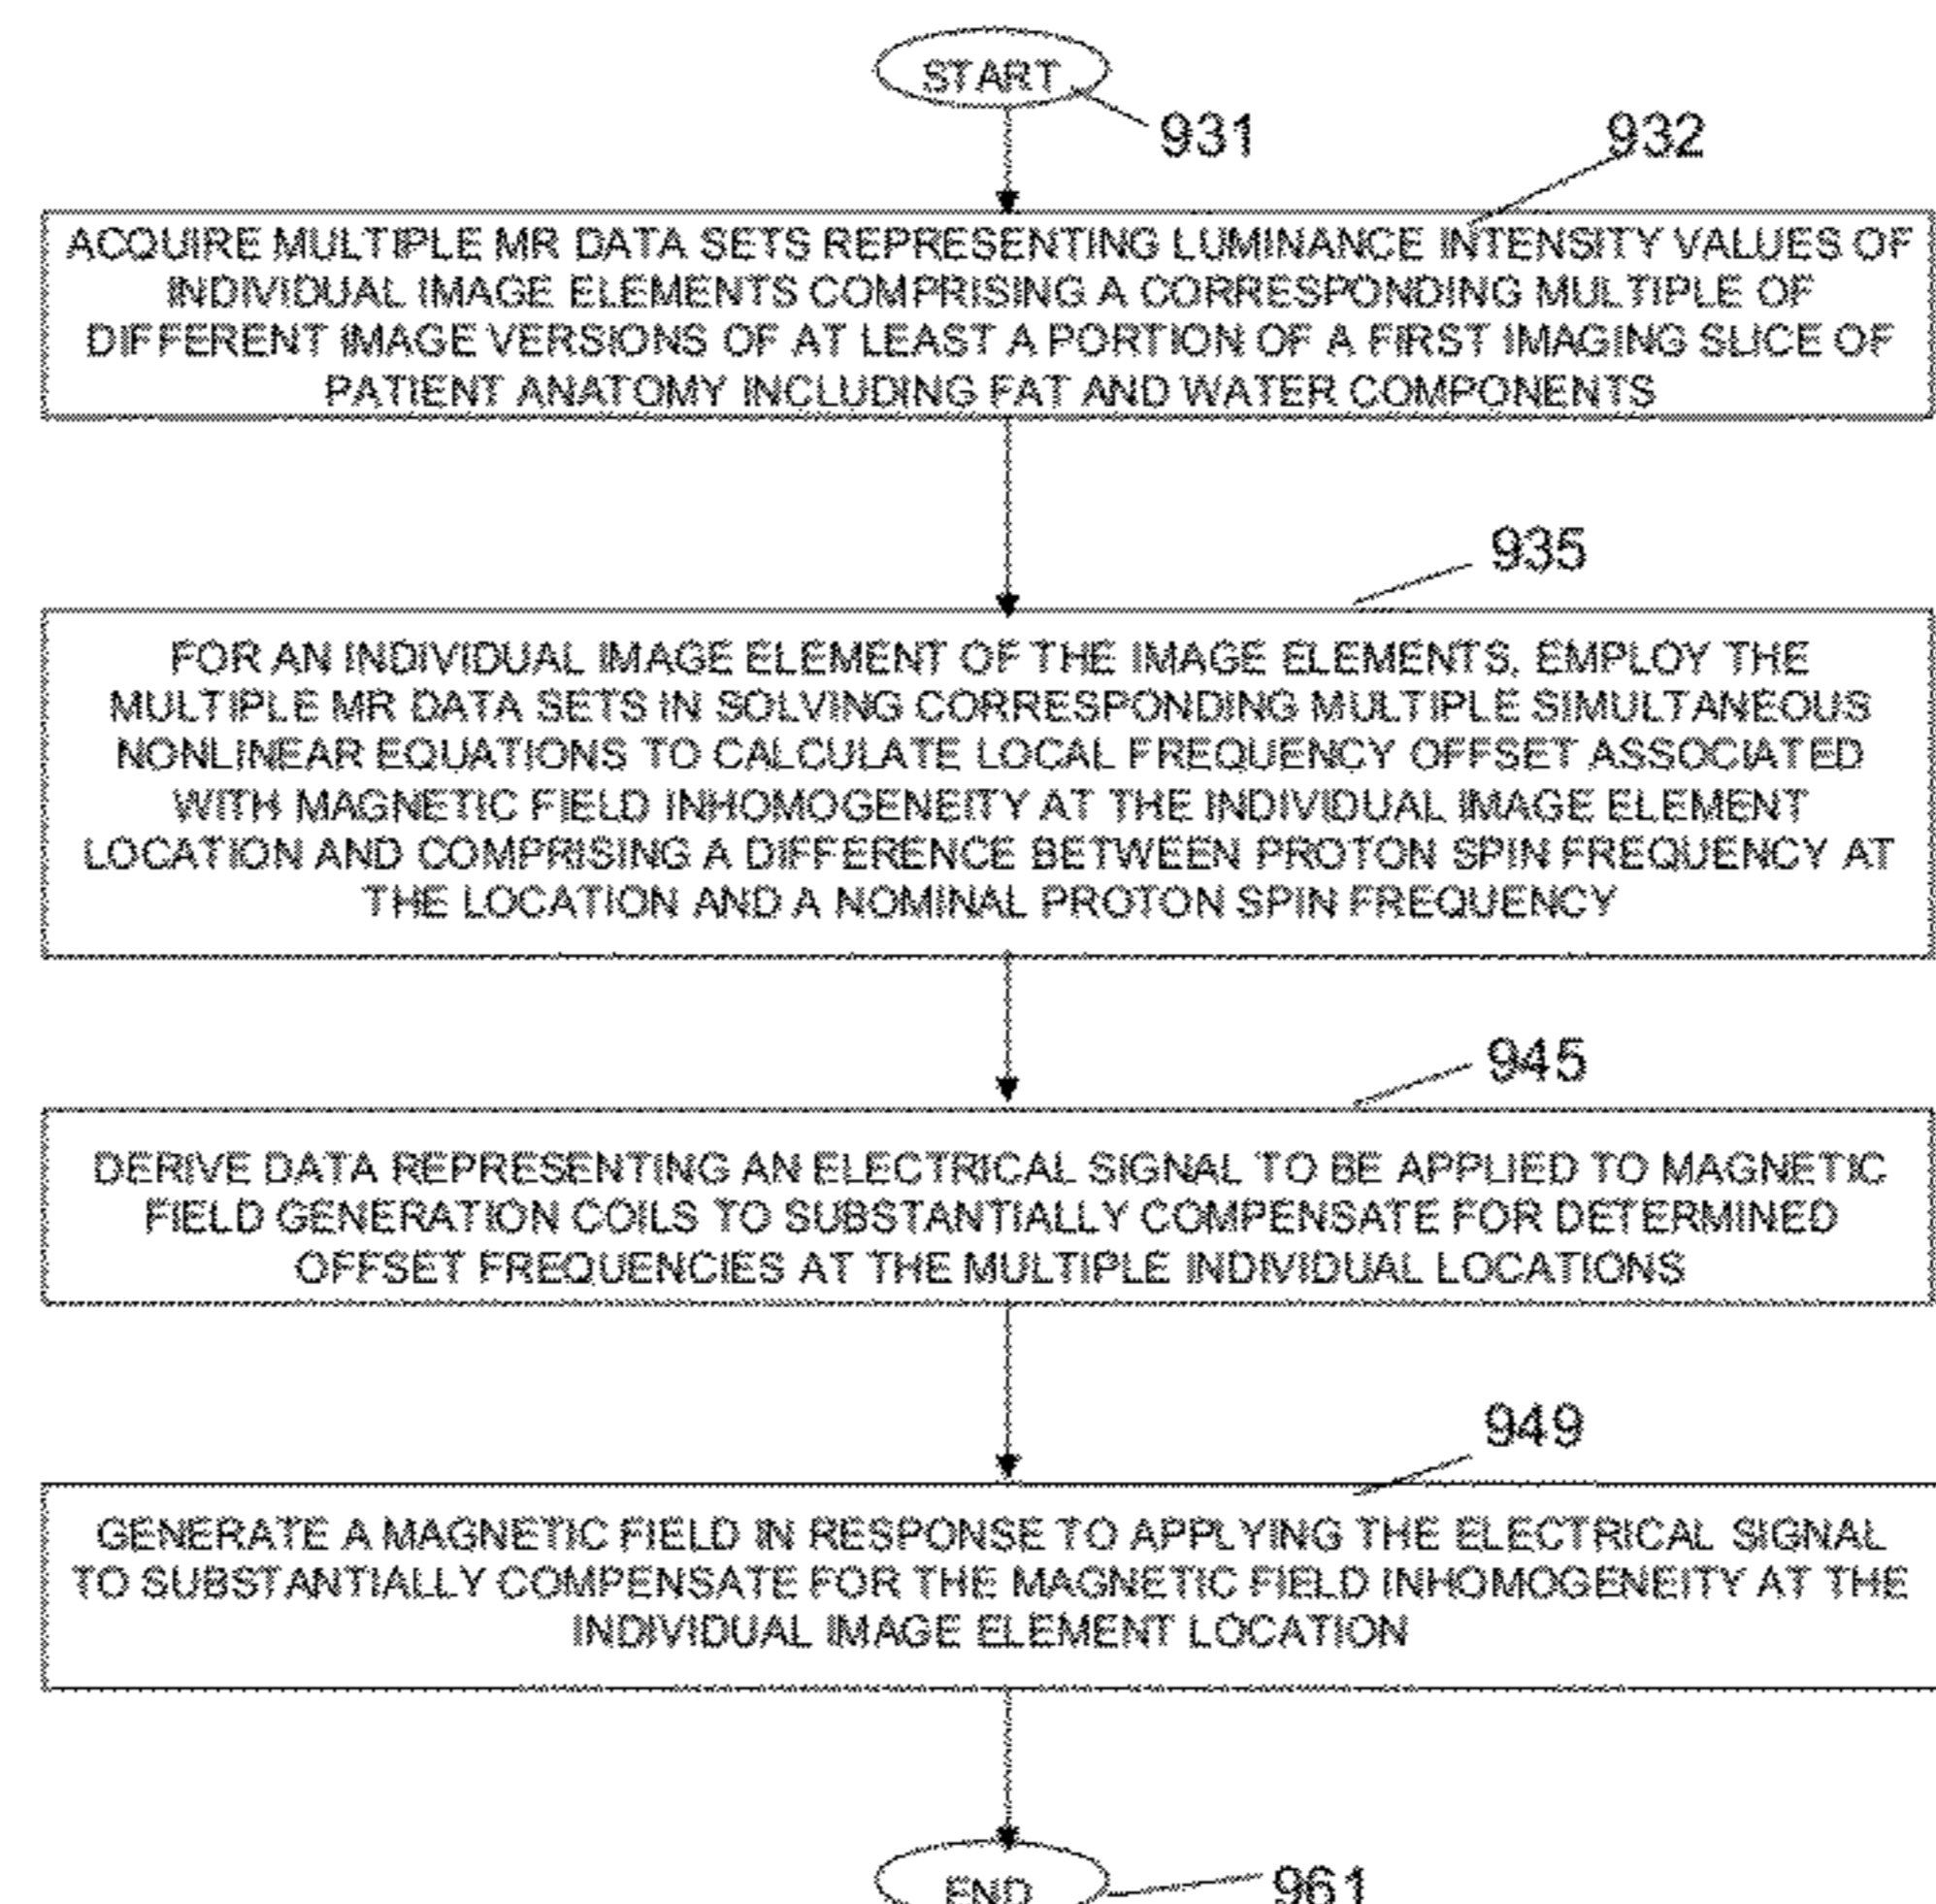 START
931
932
ACQUIRE MULTIPLE MR DATA SETS REPRESENTING LUMINANCE INTENSITY VALUES OF
INDIVIDUAL IMAGE ELEMENTS COMPRISING A CORRESPONDING MULTIPLE OF
DIFFERENT IMAGE VERSIONS OF AT LEAST A PORTION OF A FIRST IMAGING SLICE OF
PATIENT ANATOMY INCLUDING FAT AND WATER COMPONENTS
935
FOR AN INDIVIDUAL IMAGE ELEMENT OF THE IMAGE ELEMENTS, EMPLOY THE
MULTIPLE MR DATA SETS IN SOLVING CORRESPONDING MULTIPLE SIMULTANEOUS
NONLINEAR EQUATIONS TO CALCULATE LOCAL FREQUENCY OFFSET ASSOCIATED
WITH MAGNETIC FIELD INHOMOGENEITY AT THE INDIVIDUAL IMAGE ELEMENT
LOCATION AND COMPRISING A DIFFERENCE BETWEEN PROTON SPIN FREQUENCY AT
THE LOCATION AND A NOMINAL PROTON SPIN FREQUENCY
945
DERIVE DATA REPRESENTING AN ELECTRICAL SIGNAL TO BE APPLIED TO MAGNETIC
FIELD GENERATION COILS TO SUBSTANTIALLY COMPENSATE FOR DETERMINED
OFFSET FREQUENCIES AT THE MULTIPLE INDIVIDUAL LOCATIONS
949
GENERATE A MAGNETIC FIELD IN RESPONSE TO APPLYING THE ELECTRICAL SIGNAL
TO SUBSTANTIALLY COMPENSATE FOR THE MAGNETIC FIELD INHOMOGENEITY AT THE
INDIVIDUAL IMAGE ELEMENT LOCATION
END
961